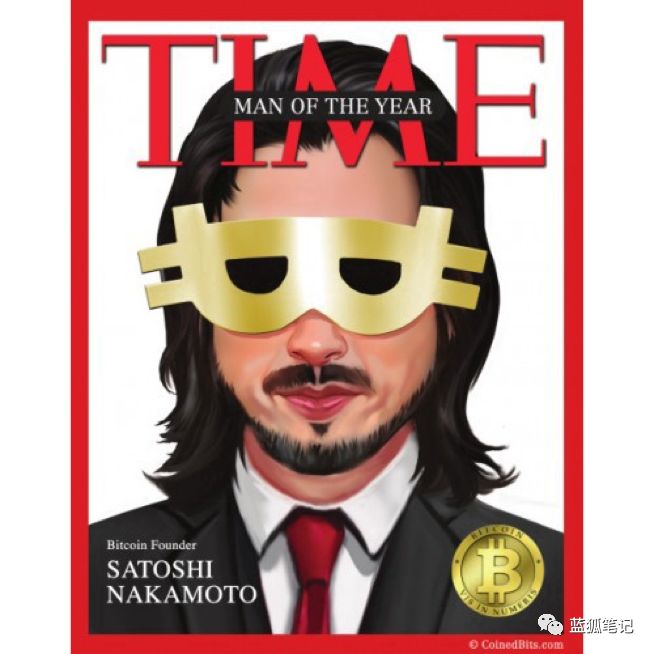 TIME
MAN OF THE YEAR
Bitcoin Founder
SATOSHI
NAKAMOTO
BITCOIN
VIS IN NUMERIS
蓝狐笔记
© CoinedBits.com